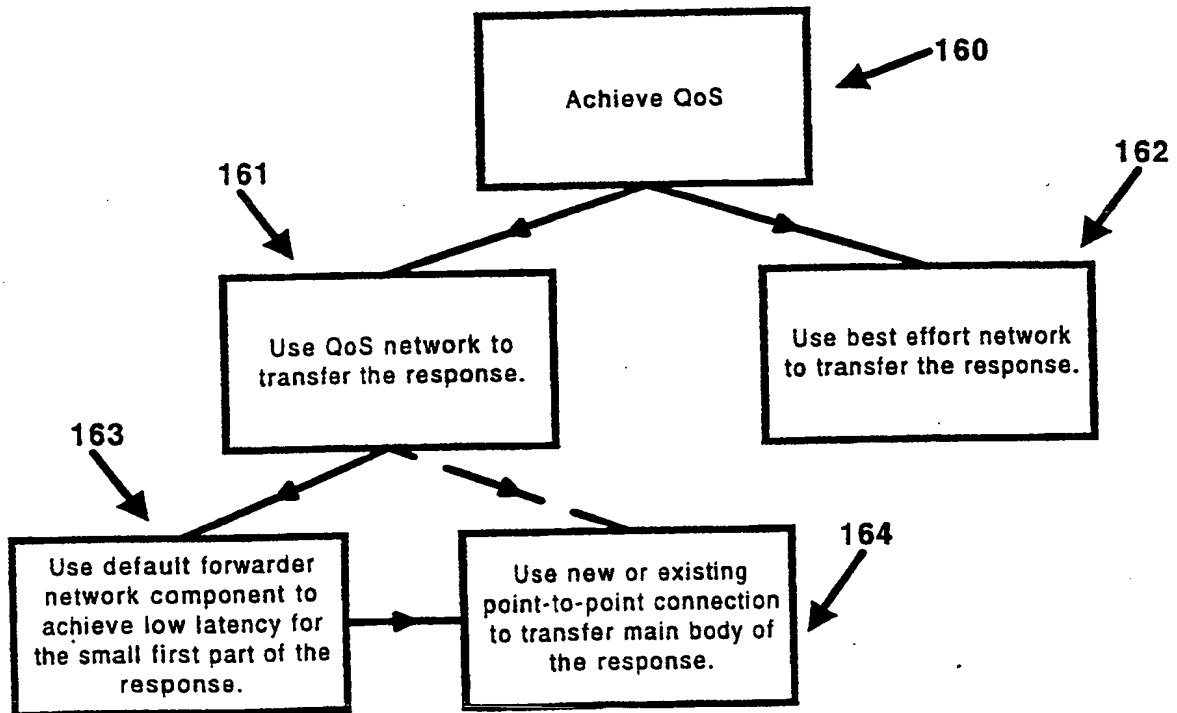 160
Achieve QoS
161
162
Use QoS network to
transfer the response.
Use best effort network
to transfer the response.
163
164
Use default forwarder
network component to
achieve low latency for
the small first part of the
response.
Use new or existing
point-to-point connection
to transfer main body of
the response.